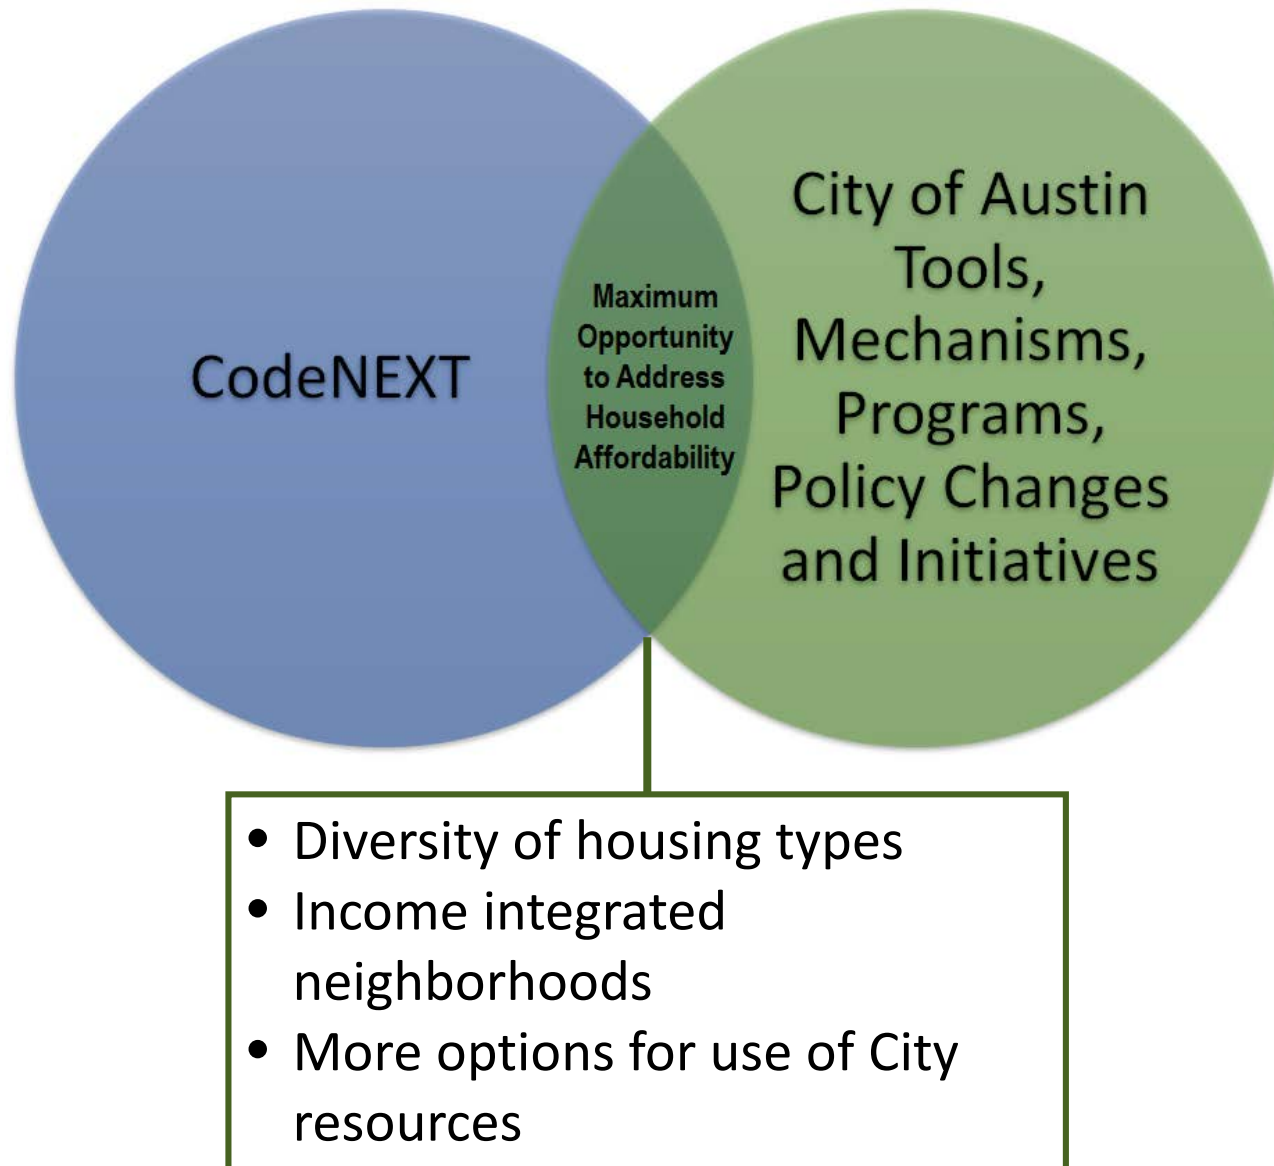 CodeNEXT
Maximum
Opportunity
to Address
Household
Affordability
City of Austin
Tools,
Mechanisms,
Programs,
Policy Changes
and Initiatives
• Diversity of housing types
• Income integrated
neighborhoods
• More options for use of City
resources